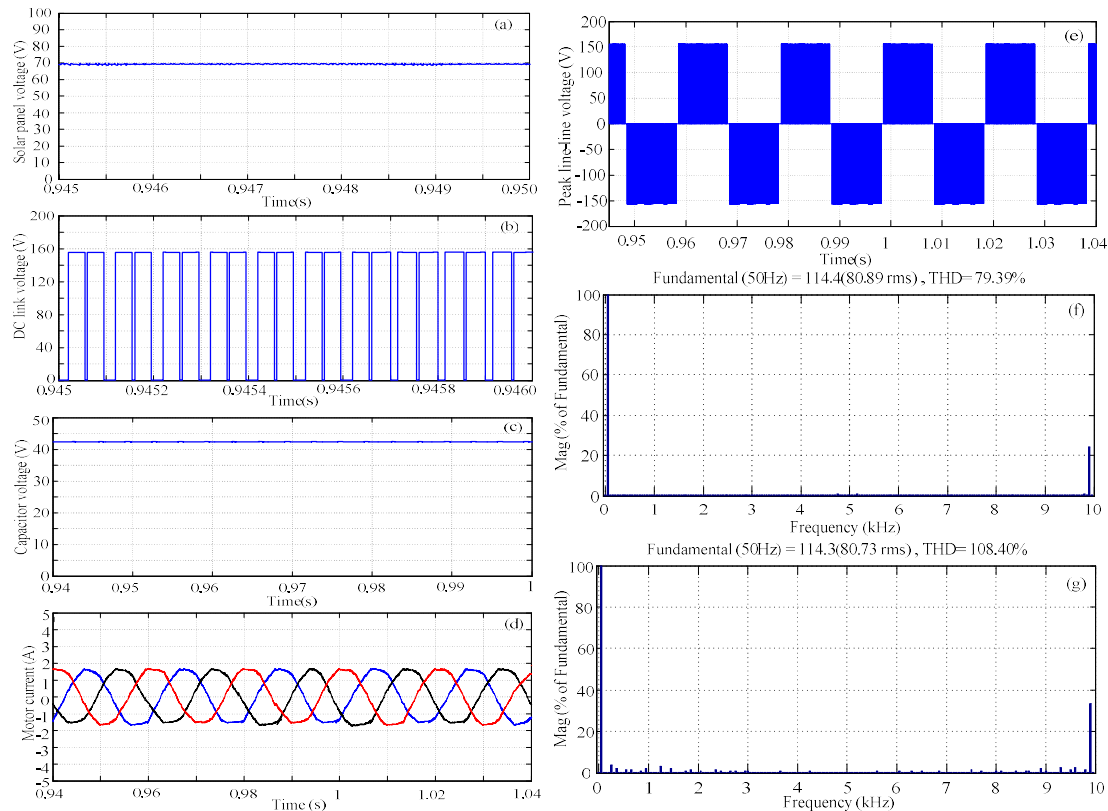 (a)
Solar panel voltage (V)
100
90
80
70
60
50
40
30
20
10
0
0.945 0.946 0.947 0.948 0.949 0.950
Time(s)
(b)
DC link voltage (V)
200
160
120
80
40
0
0.945 0.9452 0.9454 0.9456 0.9458 0.9460
Time(s)
(c)
Capacitor voltage (V)
50
40
30
20
10
0
0.94 0.95 0.96 0.97 0.98 0.99 1
Time(s)
(d)
Motor current (A)
5
4
3
2
1
0
-1
-2
-3
-4
-5
0.94 0.96 0.98 1 1.02 1.04
Time (s)
(e)
Peak line-line voltage (V)
200
150
100
50
0
-50
-100
-150
-200
0.95 0.96 0.97 0.98 0.99 1 1.01 1.02 1.03 1.04
Time(s)
Fundamental (50Hz) = 114.4(80.89 rms) , THD= 79.39%
(f)
Mag (% of Fundamental)
100
80
60
40
20
0
0 1 2 3 4 5 6 7 8 9 10
Frequency (kHz)
Fundamental (50Hz) = 114.3(80.73 rms) , THD= 108.40%
(g)
Mag (% of Fundamental)
100
80
60
40
20
0
0 1 2 3 4 5 6 7 8 9 10
Frequency (kHz)